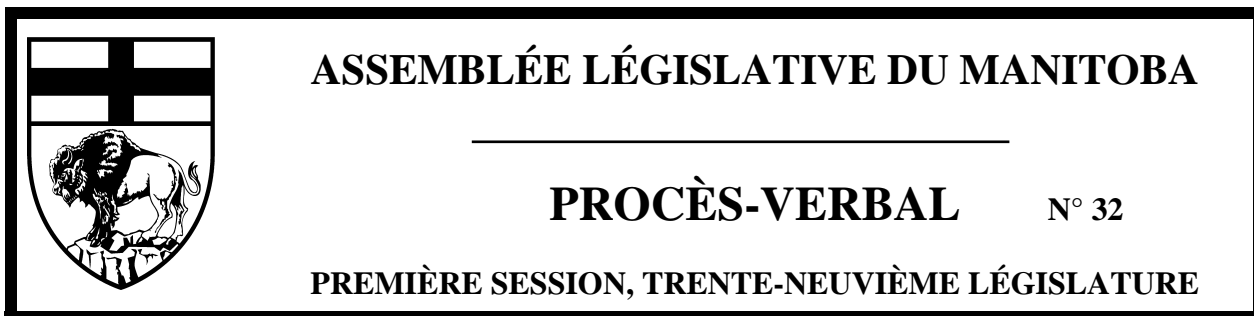 ASSEMBLÉE LÉGISLATIVE DU MANITOBA
PROCÈS-VERBAL N° 32
PREMIÈRE SESSION, TRENTE-NEUVIÈME LÉGISLATURE